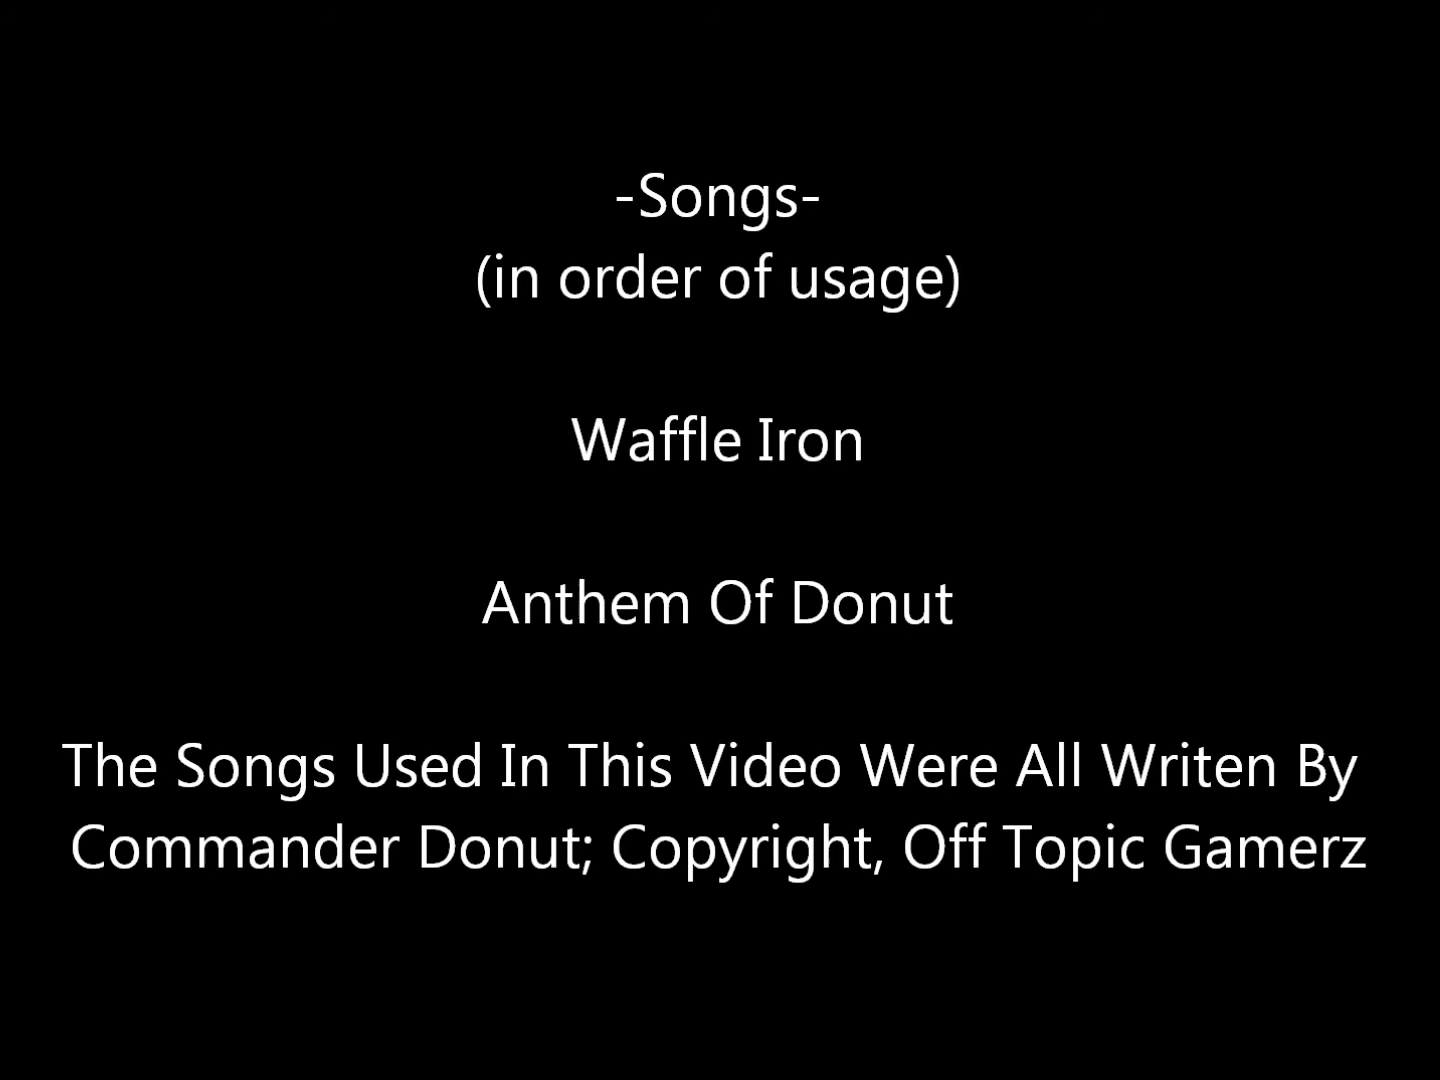 -Songs-
(in order of usage)
Waffle Iron
Anthem Of Donut
The Songs Used In This Video Were All Writen By
Commander Donut; Copyright, Off Topic Gamerz